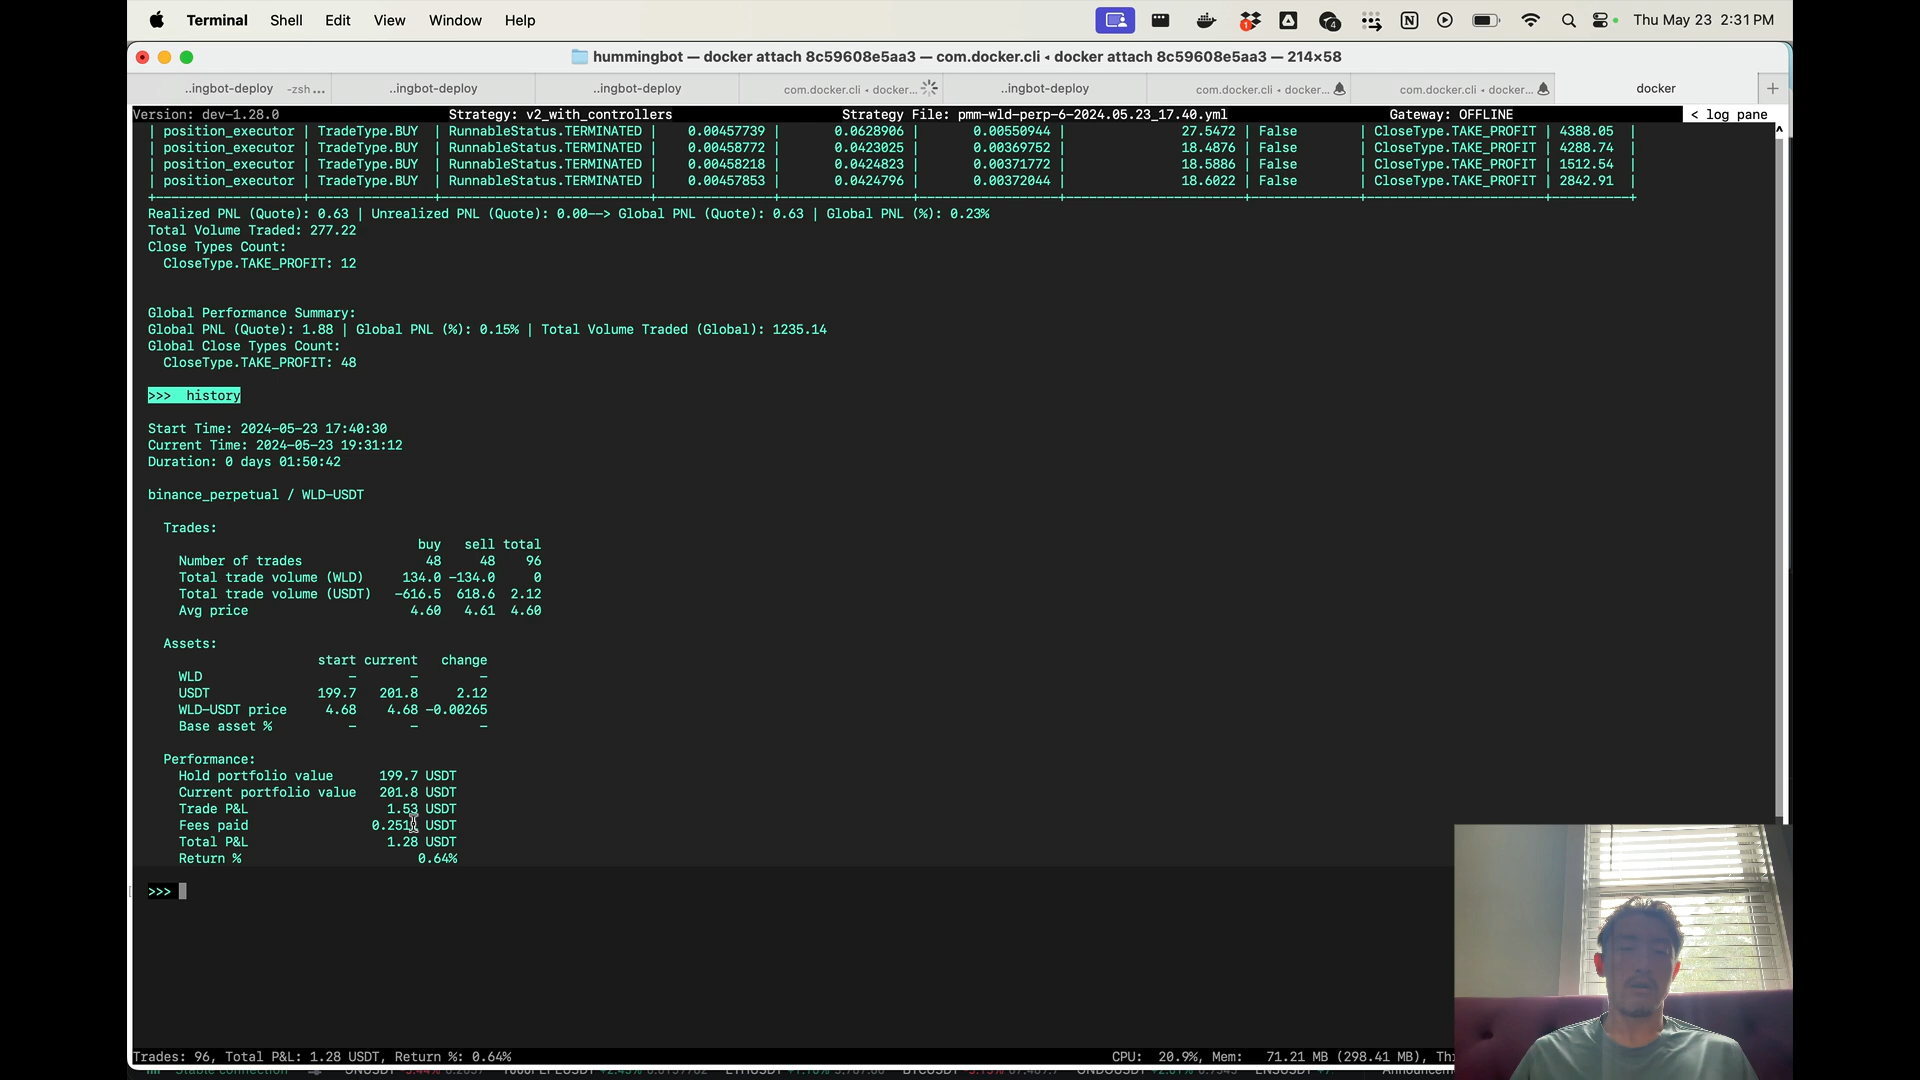 Terminal Shell Edit View Window Help Thu May 23 2:31 PM
hummingbot — docker attach 8c59608e5aa3 — com.docker.cli ◂ docker attach 8c59608e5aa3 — 214×58
..ingbot-deploy -zsh ... ..ingbot-deploy ..ingbot-deploy com.docker.cli ◂ docker... ..ingbot-deploy com.docker.cli ◂ docker... com.docker.cli ◂ docker... docker
Version: dev-1.28.0 Strategy: v2_with_controllers Strategy File: pmm-wld-perp-6-2024.05.23_17.40.yml Gateway: OFFLINE < log pane
| position_executor | TradeType.BUY | RunnableStatus.TERMINATED | 0.00457739 | 0.0628906 | 0.00550944 | 27.5472 | False | CloseType.TAKE_PROFIT | 4388.05 |
| position_executor | TradeType.BUY | RunnableStatus.TERMINATED | 0.00458772 | 0.0423025 | 0.00369752 | 18.4876 | False | CloseType.TAKE_PROFIT | 4288.74 |
| position_executor | TradeType.BUY | RunnableStatus.TERMINATED | 0.00458218 | 0.0424823 | 0.00371772 | 18.5886 | False | CloseType.TAKE_PROFIT | 1512.54 |
| position_executor | TradeType.BUY | RunnableStatus.TERMINATED | 0.00457853 | 0.0424796 | 0.00372044 | 18.6022 | False | CloseType.TAKE_PROFIT | 2842.91 |
Realized PNL (Quote): 0.63 | Unrealized PNL (Quote): 0.00--> Global PNL (Quote): 0.63 | Global PNL (%): 0.23%
Total Volume Traded: 277.22
Close Types Count:
CloseType.TAKE_PROFIT: 12
Global Performance Summary:
Global PNL (Quote): 1.88 | Global PNL (%): 0.15% | Total Volume Traded (Global): 1235.14
Global Close Types Count:
CloseType.TAKE_PROFIT: 48
>>> history
Start Time: 2024-05-23 17:40:30
Current Time: 2024-05-23 19:31:12
Duration: 0 days 01:50:42
binance_perpetual / WLD-USDT
Trades:
buy sell total
Number of trades 48 48 96
Total trade volume (WLD) 134.0 -134.0 0
Total trade volume (USDT) -616.5 618.6 2.12
Avg price 4.60 4.61 4.60
Assets:
start current change
WLD – – –
USDT 199.7 201.8 2.12
WLD-USDT price 4.68 4.68 -0.00265
Base asset % – – –
Performance:
Hold portfolio value 199.7 USDT
Current portfolio value 201.8 USDT
Trade P&L 1.53 USDT
Fees paid USDT
Total P&L 1.28 USDT
Return % 0.64%
>>>
Trades: 96, Total P&L: 1.28 USDT, Return %: 0.64% CPU: 20.9%, Mem: 71.21 MB (298.41 MB),